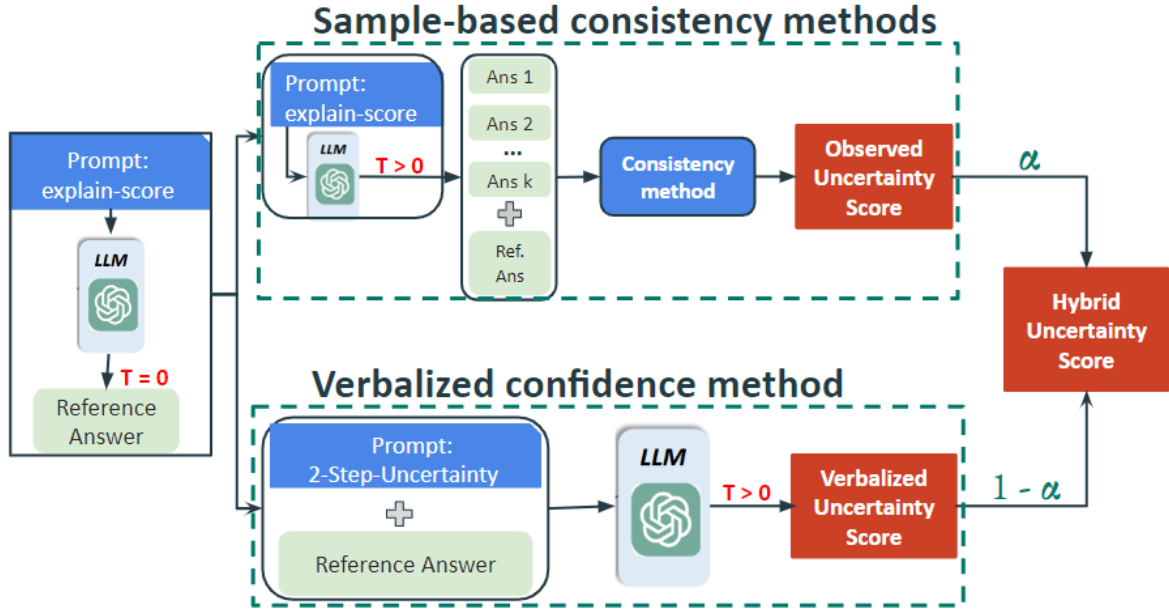 Sample-based consistency methods
Prompt:
explain-score
LLM
T = 0
Reference
Answer
Prompt:
explain-score
LLM
T > 0
Ans 1
Ans 2
...
Ans k
Ref.
Ans
Consistency
method
Observed
Uncertainty
Score
α
Hybrid
Uncertainty
Score
Verbalized confidence method
Prompt:
2-Step-Uncertainty
Reference Answer
LLM
T > 0
Verbalized
Uncertainty
Score
1 - α